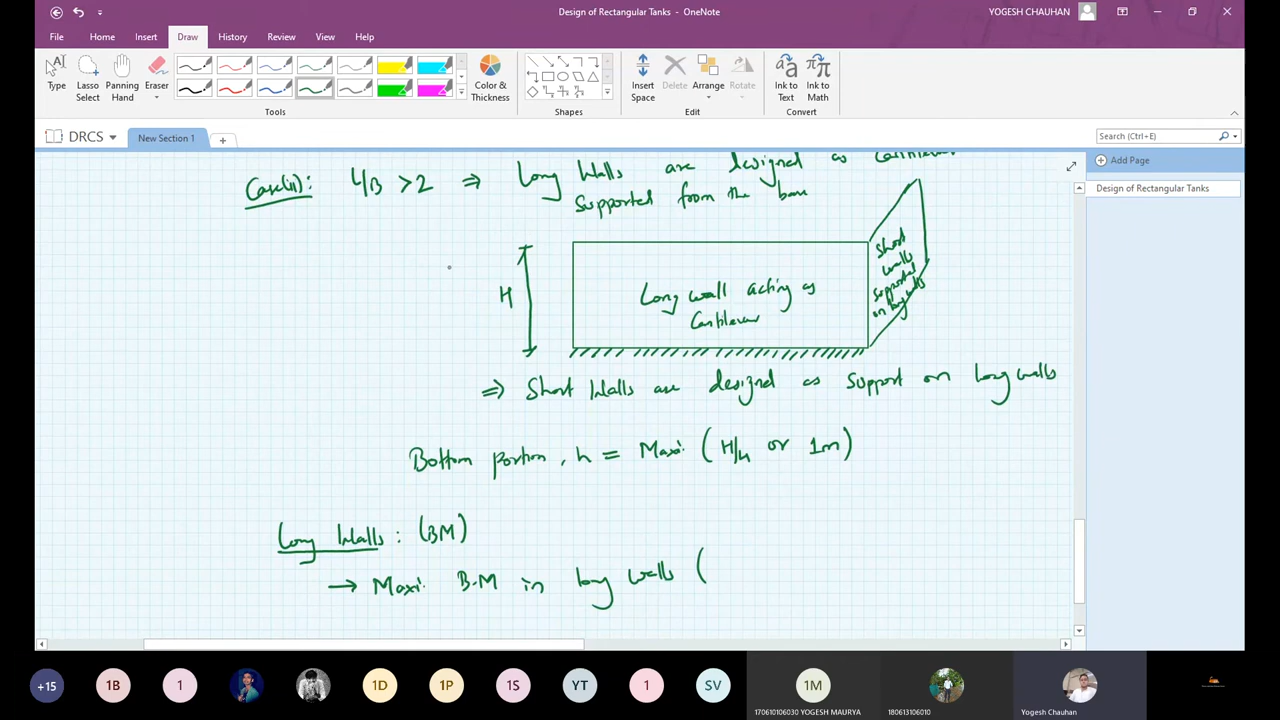 Design of Rectangular Tanks - OneNote
YOGESH CHAUHAN
File Home Insert Draw History Review View Help
Type Lasso Select Panning Hand Eraser
Color & Thickness
Insert Space Delete Arrange Rotate
Ink to Text Ink to Math
Tools Shapes Edit Convert
DRCS New Section 1 +
Search (Ctrl+E)
Add Page
Design of Rectangular Tanks
Case(ii): L/B >2 ⇒ Long Walls are designed as Cantilever
supported from the base
H
Long wall acting as
Cantilever
Short
walls
supported
on long walls
⇒ Short Walls are designed as support on Long walls
Bottom portion, h = Maxi. (H/4 or 1m)
Long Walls : (BM)
→ Maxi. B.M in long walls (
+15 1B 1 1D 1P 1S YT 1 SV 1M
170610106030 YOGESH MAURYA
180613106010
Yogesh Chauhan